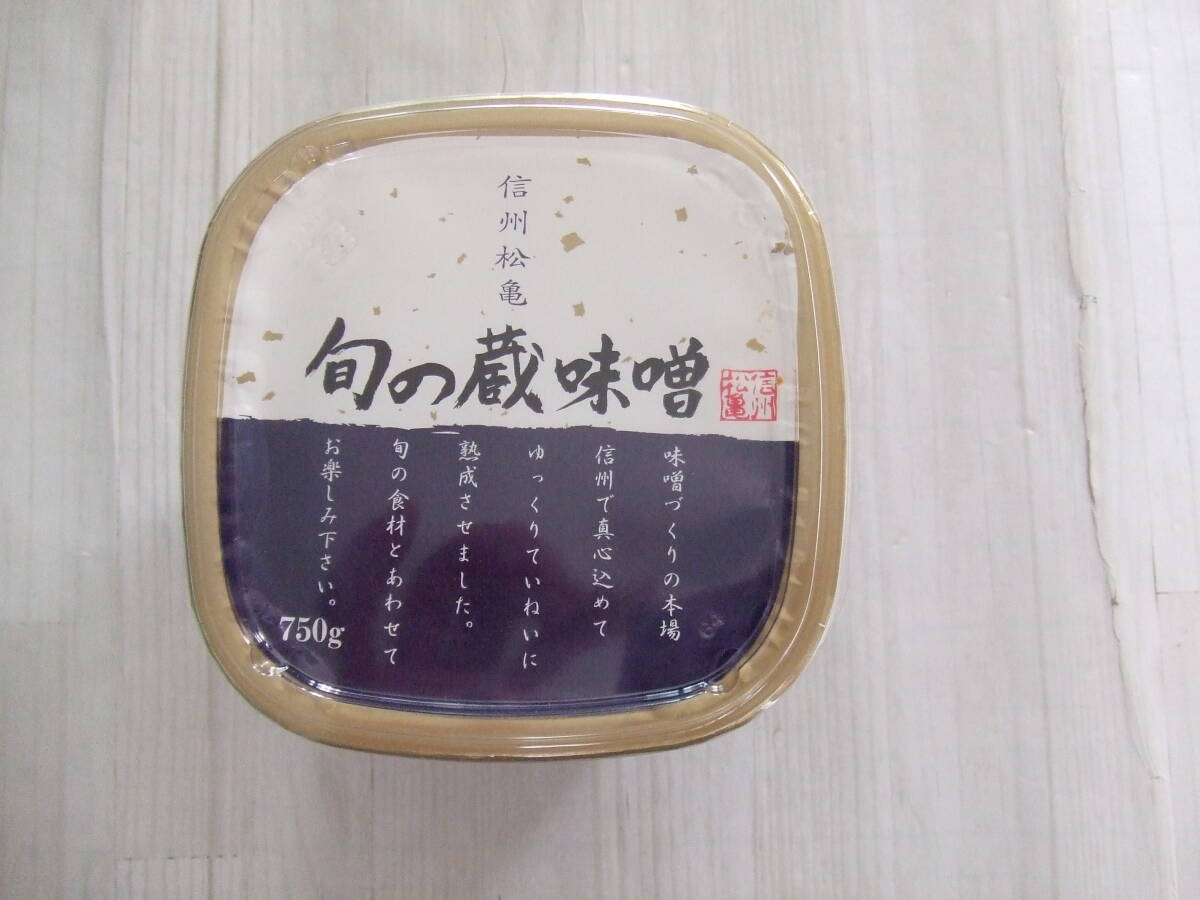 信州松亀
旬の蔵味噌
信州
松亀
味噌づくりの本場
信州で真心込めて
ゆっくりていねいに
熟成させました。
旬の食材とあわせて
お楽しみ下さい。
750g